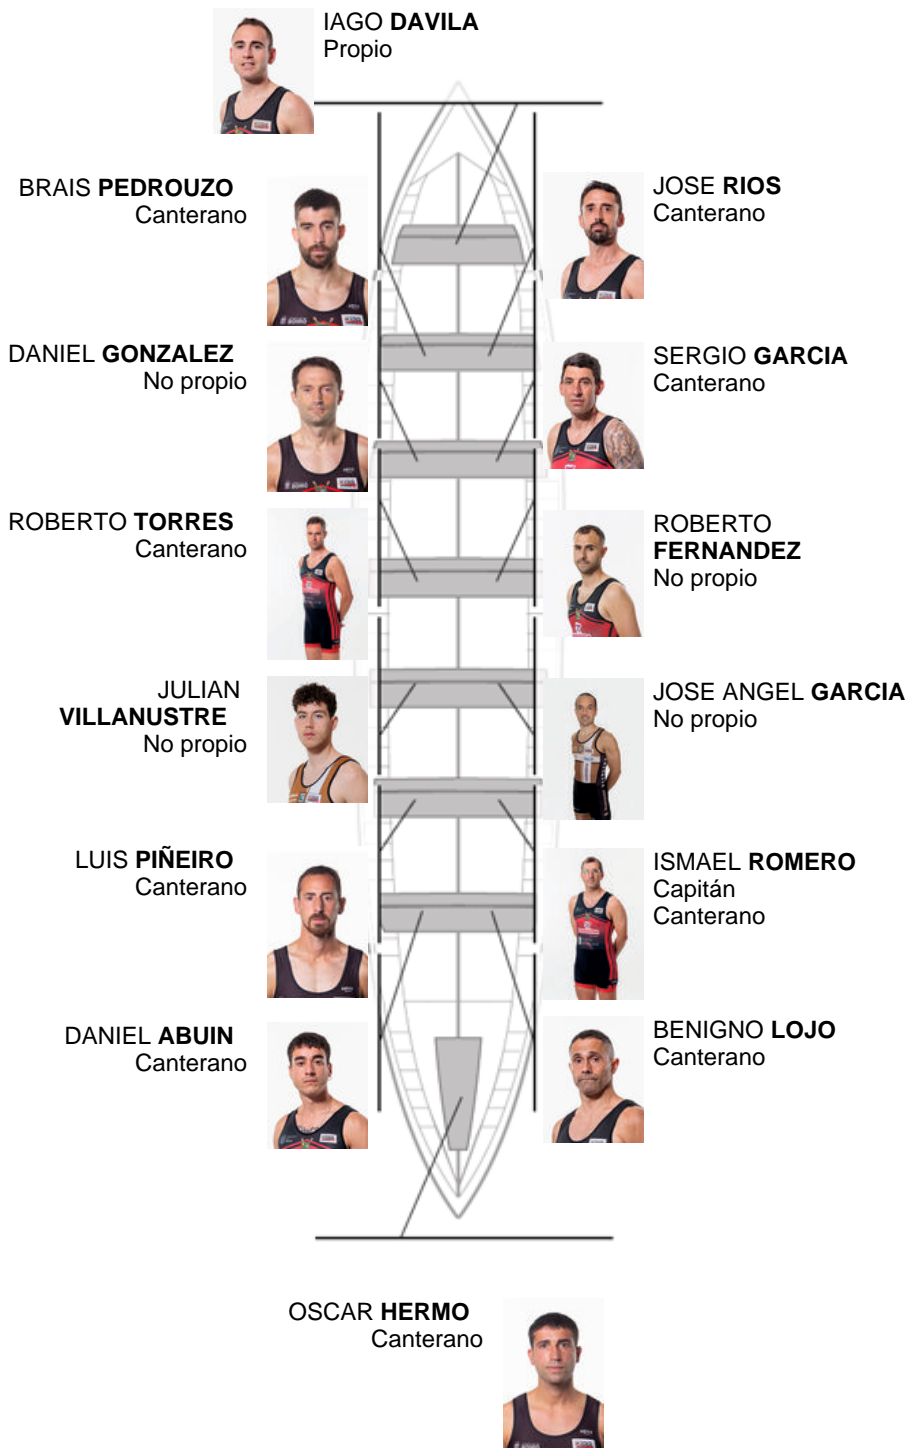 IAGO DAVILA
Propio
BRAIS PEDROUZO
Canterano
JOSE RIOS
Canterano
DANIEL GONZALEZ
No propio
SERGIO GARCIA
Canterano
ROBERTO TORRES
Canterano
ROBERTO
FERNANDEZ
No propio
JULIAN
VILLANUSTRE
No propio
JOSE ANGEL GARCIA
No propio
LUIS PIÑEIRO
Canterano
ISMAEL ROMERO
Capitán
Canterano
DANIEL ABUIN
Canterano
BENIGNO LOJO
Canterano
OSCAR HERMO
Canterano